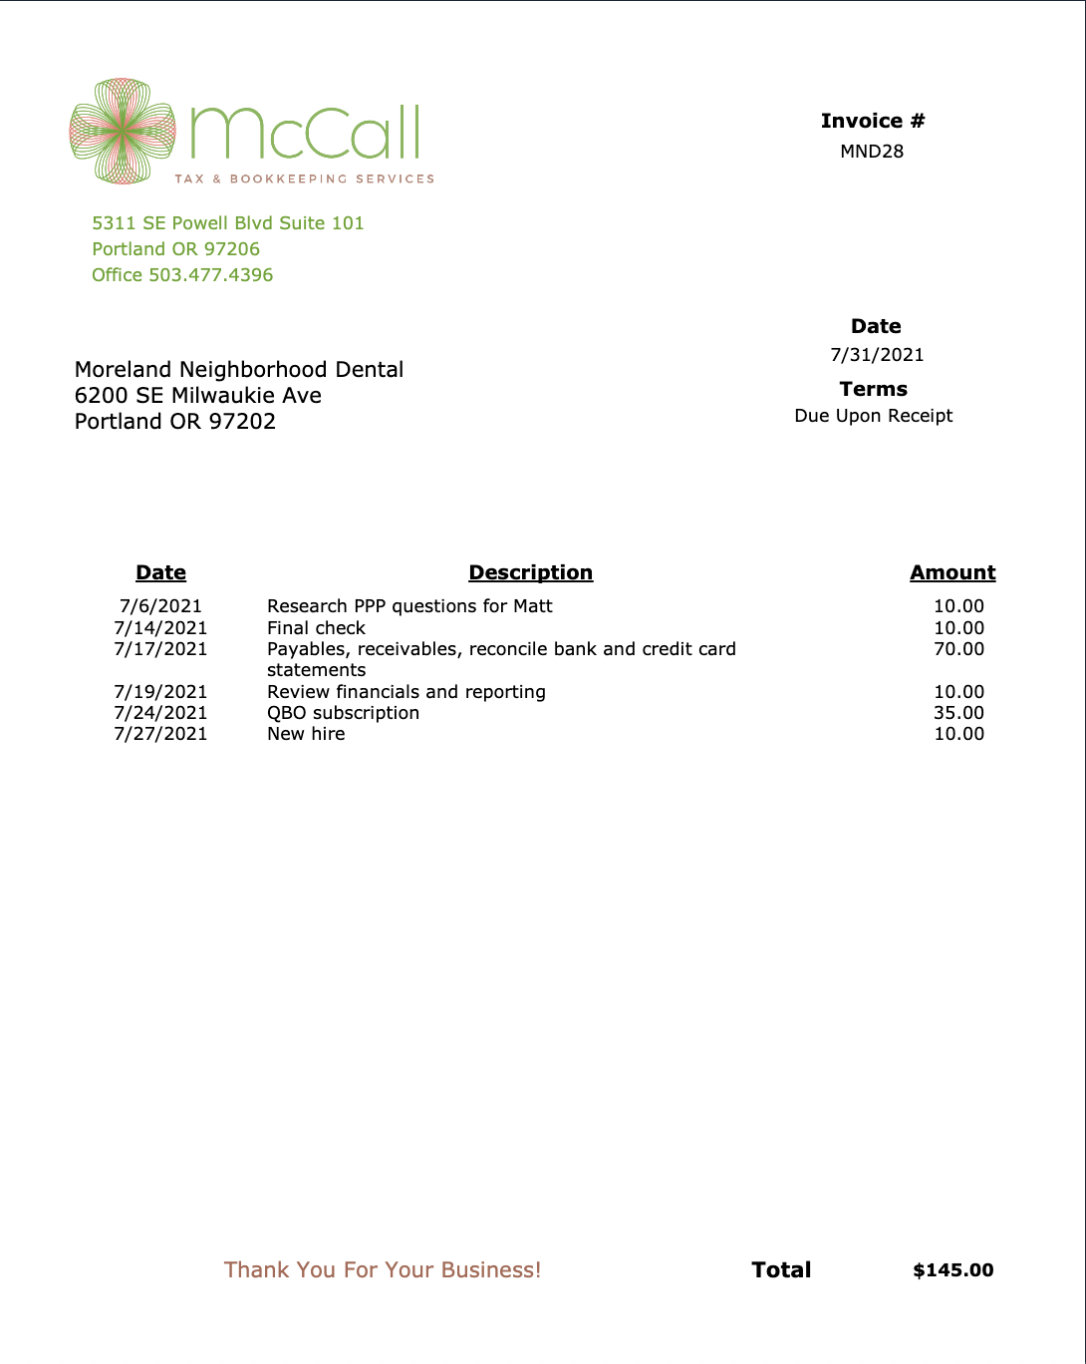 McCall
TAX & BOOKKEEPING SERVICES
Invoice #
MND28
5311 SE Powell Blvd Suite 101
Portland OR 97206
Office 503.477.4396
Date
7/31/2021
Terms
Due Upon Receipt
Moreland Neighborhood Dental
6200 SE Milwaukie Ave
Portland OR 97202
Date Description Amount
7/6/2021 Research PPP questions for Matt 10.00
7/14/2021 Final check 10.00
7/17/2021 Payables, receivables, reconcile bank and credit card 70.00
statements
7/19/2021 Review financials and reporting 10.00
7/24/2021 QBO subscription 35.00
7/27/2021 New hire 10.00
Thank You For Your Business! Total $145.00